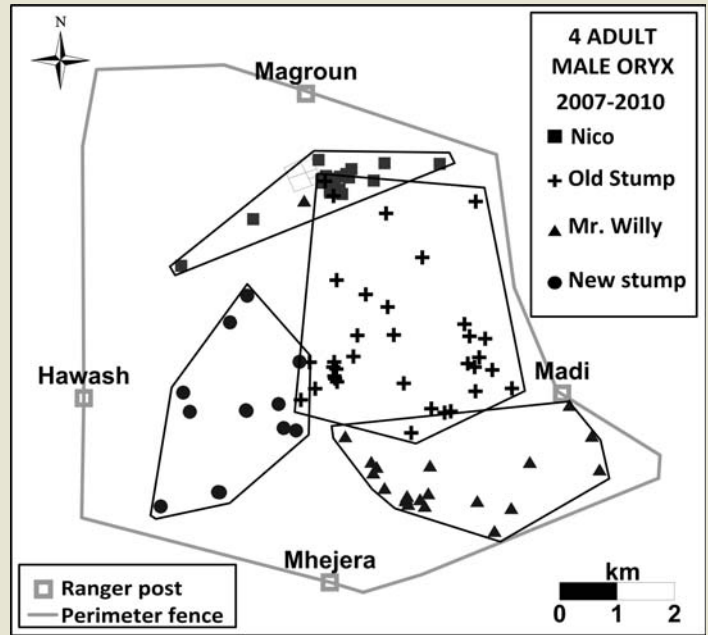 N
Magroun
4 ADULT
MALE ORYX
2007-2010
Nico
Old Stump
Mr. Willy
New stump
Hawash
Madi
Mhejera
Ranger post
Perimeter fence
km
0 1 2